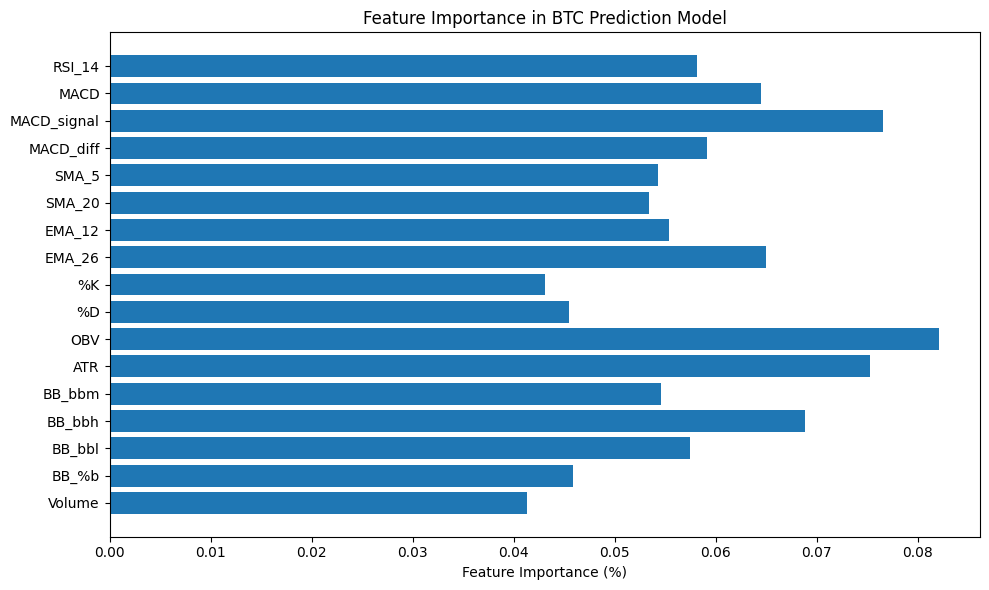 Feature Importance in BTC Prediction Model
RSI_14
MACD
MACD_signal
MACD_diff
SMA_5
SMA_20
EMA_12
EMA_26
%K
%D
OBV
ATR
BB_bbm
BB_bbh
BB_bbl
BB_%b
Volume
0.00 0.01 0.02 0.03 0.04 0.05 0.06 0.07 0.08
Feature Importance (%)